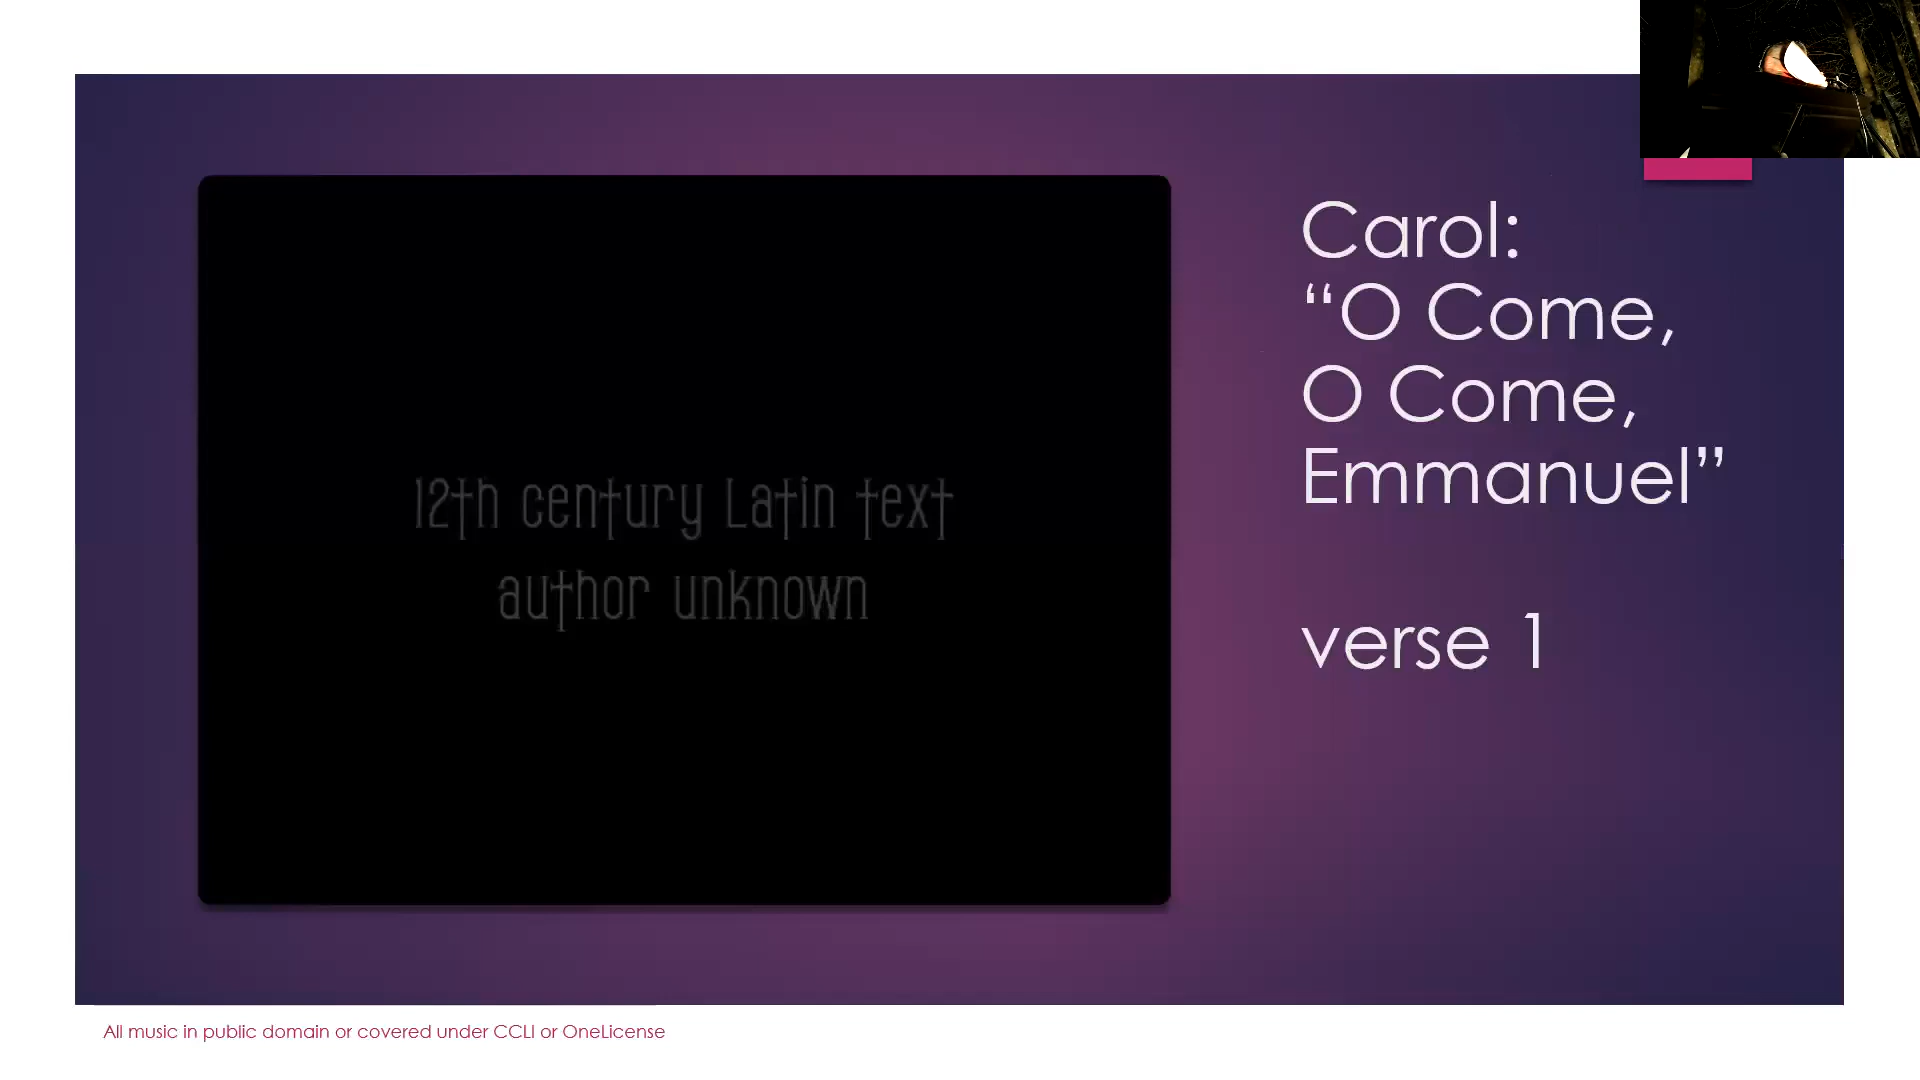 Carol:
“O Come,
O Come,
Emmanuel”
verse 1
12th century Latin text
author unknown
All music in public domain or covered under CCLI or OneLicense